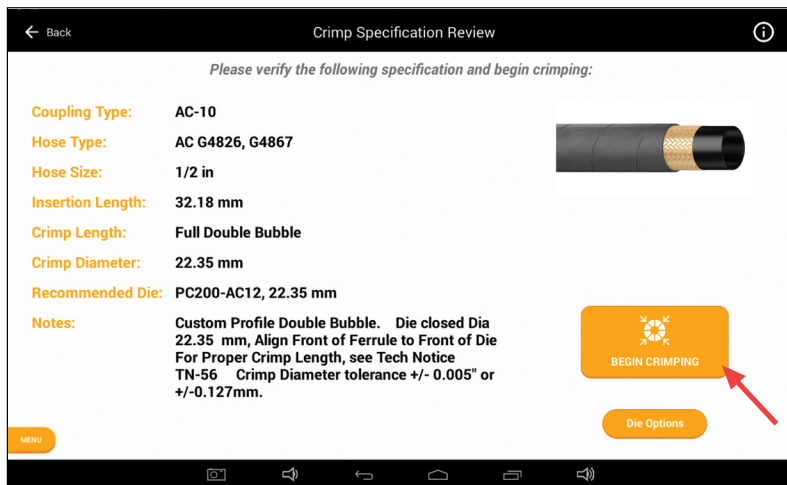 Back
Crimp Specification Review
Please verify the following specification and begin crimping:
Coupling Type: AC-10
Hose Type: AC G4826, G4867
Hose Size: 1/2 in
Insertion Length: 32.18 mm
Crimp Length: Full Double Bubble
Crimp Diameter: 22.35 mm
Recommended Die: PC200-AC12, 22.35 mm
Notes: Custom Profile Double Bubble. Die closed Dia
22.35 mm, Align Front of Ferrule to Front of Die
For Proper Crimp Length, see Tech Notice
TN-56 Crimp Diameter tolerance +/- 0.005" or
+/-0.127mm.
BEGIN CRIMPING
Die Options
MENU